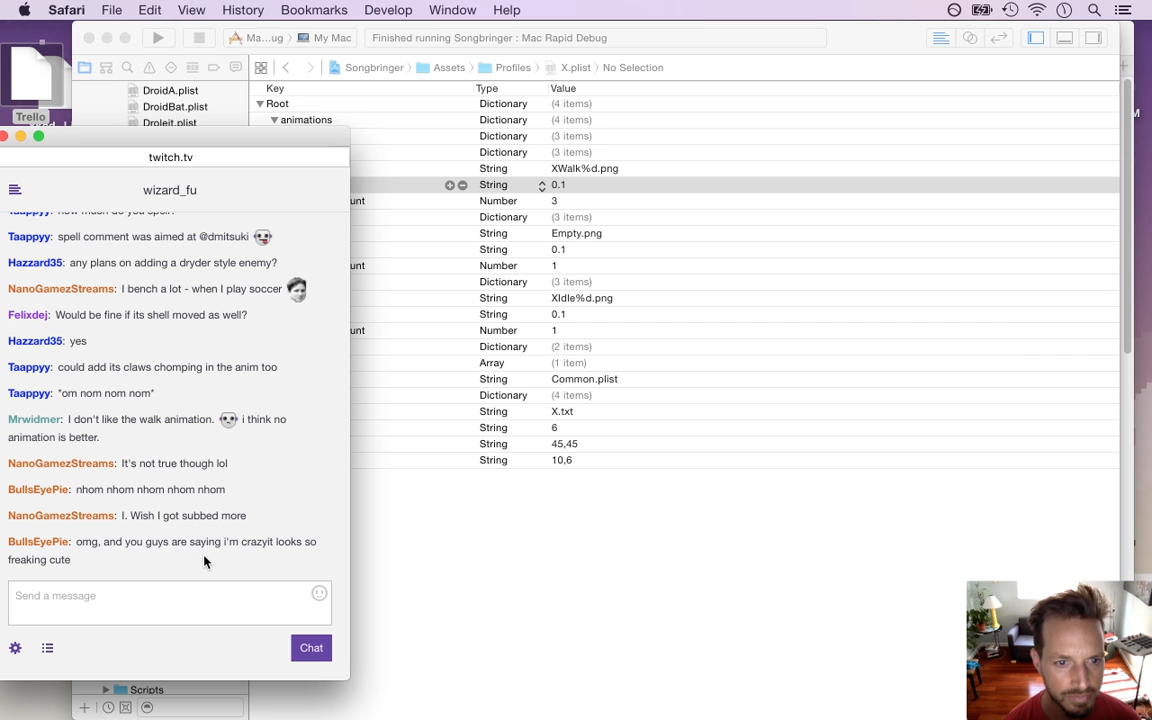 Safari File Edit View History Bookmarks Develop Window Help
Ma...ug My Mac Finished running Songbringer : Mac Rapid Debug
Songbringer Assets Profiles X.plist No Selection
Trello
DroidA.plist
DroidBat.plist
Key Type Value
Root Dictionary (4 items)
animations Dictionary (4 items)
Dictionary (3 items)
Dictionary (3 items)
String XWalk%d.png
String 0.1
unt Number 3
Dictionary (3 items)
String Empty.png
String 0.1
unt Number 1
Dictionary (3 items)
String XIdle%d.png
String 0.1
unt Number 1
Dictionary (2 items)
Array (1 item)
String Common.plist
Dictionary (4 items)
String X.txt
String 6
String 45,45
String 10,6
twitch.tv
wizard_fu
Taappyy: spell comment was aimed at @dmitsuki
Hazzard35: any plans on adding a dryder style enemy?
NanoGamezStreams: I bench a lot - when I play soccer
Felixdej: Would be fine if its shell moved as well?
Hazzard35: yes
Taappyy: could add its claws chomping in the anim too
Taappyy: *om nom nom nom*
Mrwidmer: I don't like the walk animation. i think no
animation is better.
NanoGamezStreams: It's not true though lol
BullsEyePie: nhom nhom nhom nhom nhom
NanoGamezStreams: I. Wish I got subbed more
BullsEyePie: omg, and you guys are saying i'm crazyit looks so
freaking cute
Send a message
Chat
Scripts